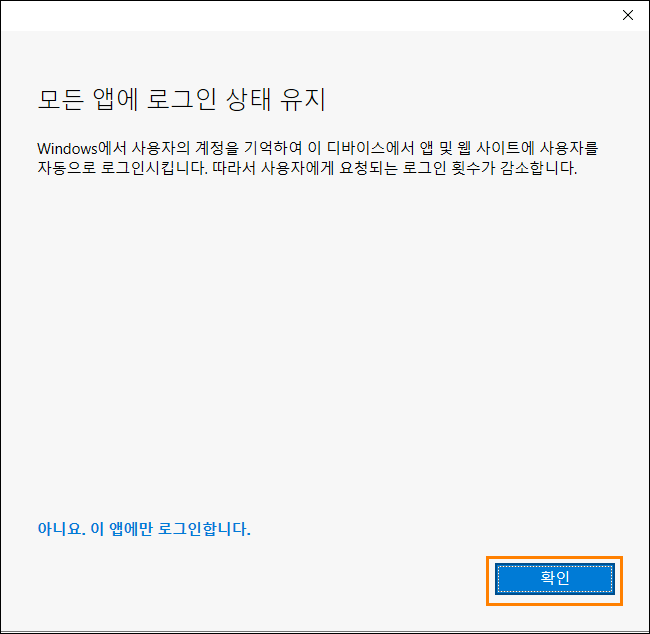 모든 앱에 로그인 상태 유지
Windows에서 사용자의 계정을 기억하여 이 디바이스에서 앱 및 웹 사이트에 사용자를
자동으로 로그인시킵니다. 따라서 사용자에게 요청되는 로그인 횟수가 감소합니다.
아니요. 이 앱에만 로그인합니다.
확인